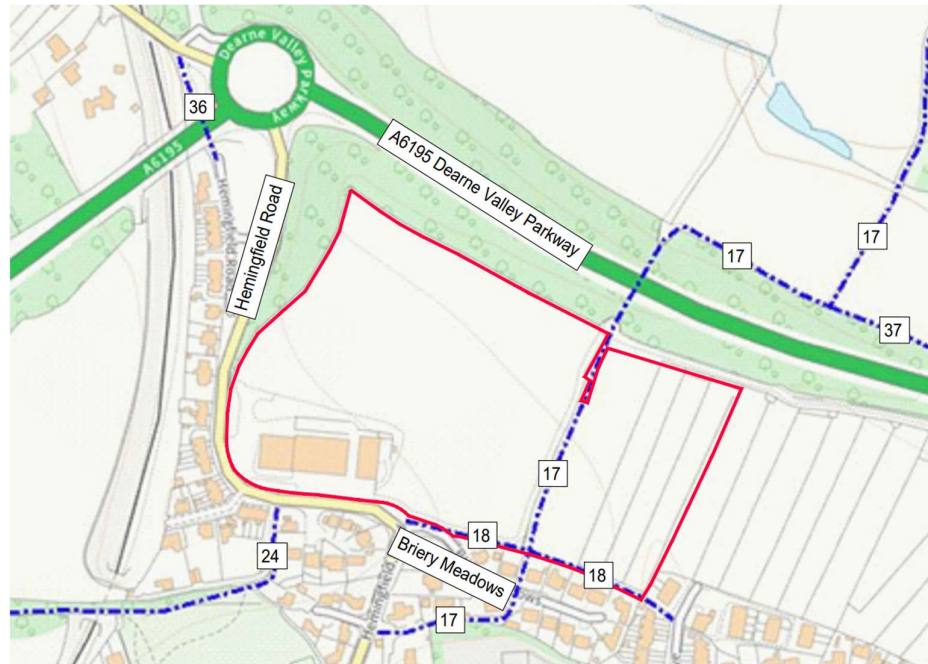 Dearne Valley
Parkway
36
A6195
A6195 Dearne Valley Parkway
Hemingfield Road
Hemingfield Road
17
17
37
17
18
18
24
Briery Meadows
17